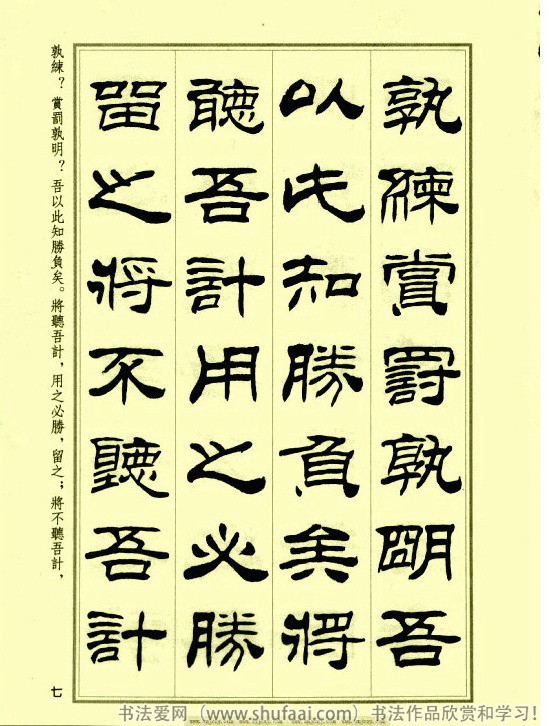 孰練賞罰孰明吾
以此知勝負矣將
聽吾計用之必勝
留之將不聽吾計
孰練？賞罰孰明？吾以此知勝負矣。將聽吾計，用之必勝，留之；將不聽吾計，
七
书法爱网（www.shufaai.com）书法作品欣赏和学习！